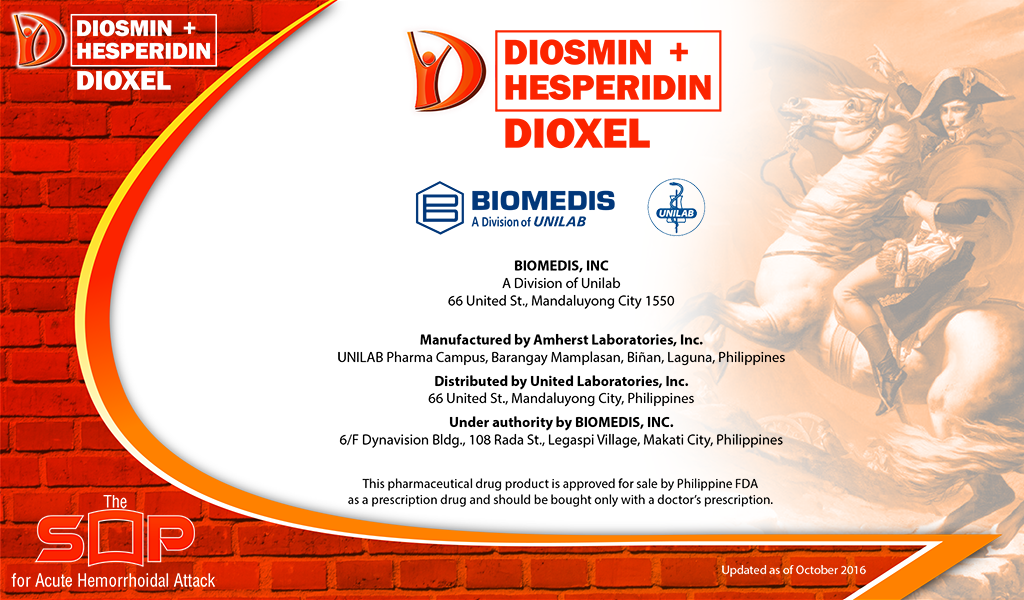 DIOSMIN +
HESPERIDIN
DIOXEL
DIOSMIN +
HESPERIDIN
DIOXEL
BIOMEDIS
A Division of UNILAB
UNILAB
BIOMEDIS, INC
A Division of Unilab
66 United St., Mandaluyong City 1550
Manufactured by Amherst Laboratories, Inc.
UNILAB Pharma Campus, Barangay Mamplasan, Biñan, Laguna, Philippines
Distributed by United Laboratories, Inc.
66 United St., Mandaluyong City, Philippines
Under authority by BIOMEDIS, INC.
6/F Dynavision Bldg., 108 Rada St., Legaspi Village, Makati City, Philippines
This pharmaceutical drug product is approved for sale by Philippine FDA
as a prescription drug and should be bought only with a doctor’s prescription.
The
SOP
for Acute Hemorrhoidal Attack
Updated as of October 2016